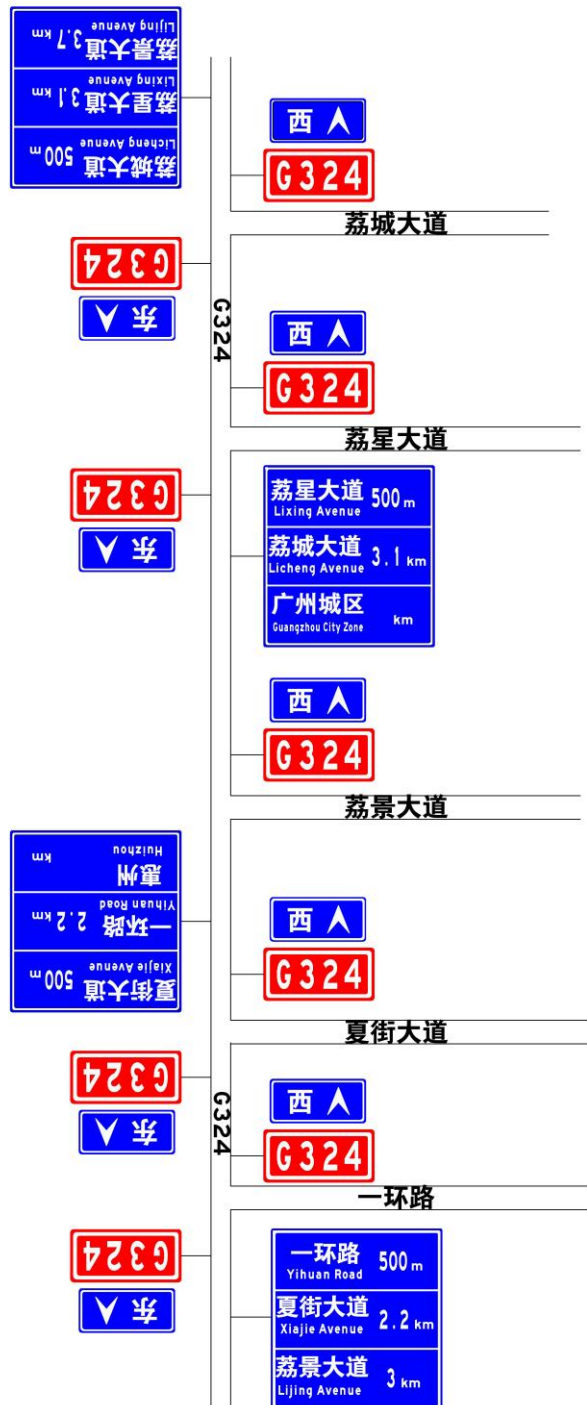 荔景大道 3.7 km
Lijing Avenue
荔星大道 3.1 km
Lixing Avenue
荔城大道 500 m
Licheng Avenue
西
G324
荔城大道
G324
东
G324
西
G324
荔星大道
G324
东
荔星大道 500 m
Lixing Avenue
荔城大道 3.1 km
Licheng Avenue
广州城区 km
Guangzhou City Zone
西
G324
荔景大道
惠州 km
Huizhou
一环路 2.2 km
Yihuan Road
夏街大道 500 m
Xiajie Avenue
西
G324
夏街大道
G324
东
G324
西
G324
一环路
G324
东
一环路 500 m
Yihuan Road
夏街大道 2.2 km
Xiajie Avenue
荔景大道 3 km
Lijing Avenue